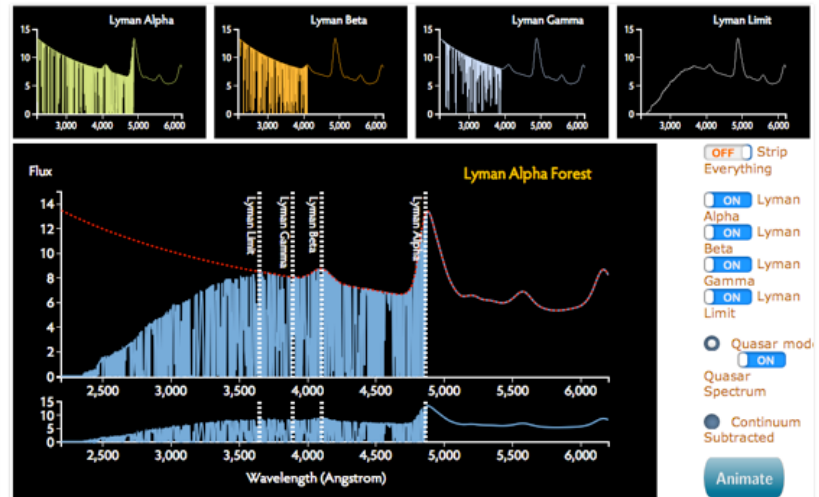 Lyman Alpha
15
10
5
0
3,000 4,000 5,000 6,000
Lyman Beta
15
10
5
0
3,000 4,000 5,000 6,000
Lyman Gamma
15
10
5
0
3,000 4,000 5,000 6,000
Lyman Limit
15
10
5
0
3,000 4,000 5,000 6,000
Flux
Lyman Alpha Forest
14
12
10
8
6
4
2
0
Lyman Limit
Lyman Gamma
Lyman Beta
Lyman Alpha
2,500 3,000 3,500 4,000 4,500 5,000 5,500 6,000
15
10
5
0
2,500 3,000 3,500 4,000 4,500 5,000 5,500 6,000
Wavelength (Angstrom)
OFF Strip
Everything
ON Lyman
Alpha
ON Lyman
Beta
ON Lyman
Gamma
ON Lyman
Limit
Quasar mod
ON
Quasar
Spectrum
Continuum
Subtracted
Animate